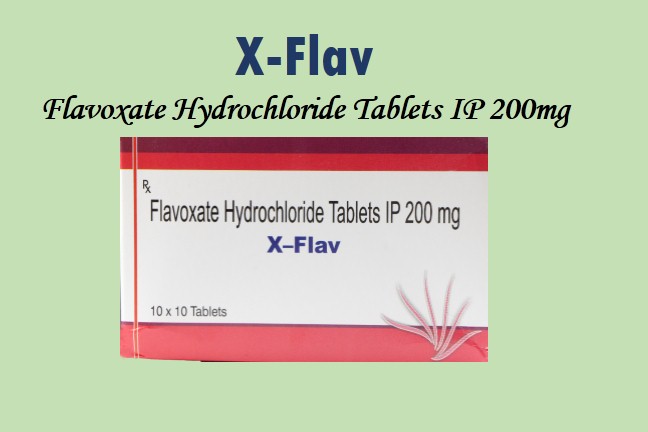 X-Flav
Flavoxate Hydrochloride Tablets IP 200mg
Rx
Flavoxate Hydrochloride Tablets IP 200 mg
X–Flav
10 x 10 Tablets